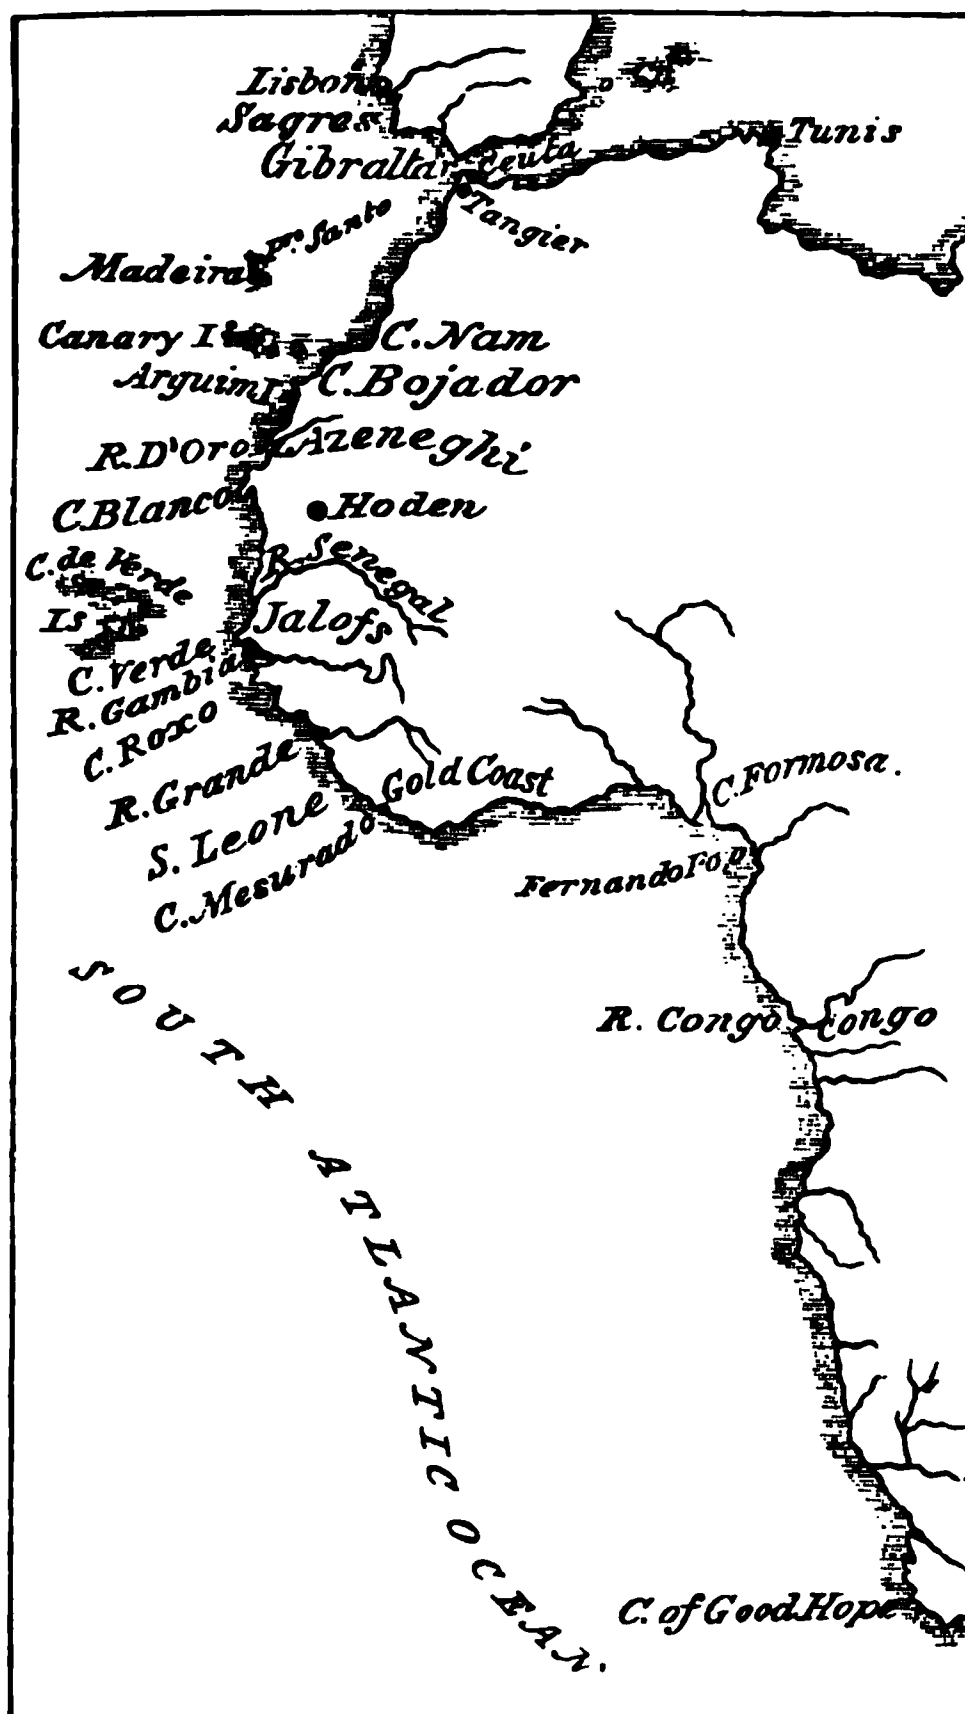 Lisbon
Sagres
Gibraltar
Ceuta
Tunis
Tangier
Pro. Santo
Madeira
Canary Is
C. Nam
Arguim I.
C. Bojador
R. D'Oro
Azeneghi
C. Blanco
Hoden
C. de Verde
Is
R. Senegal
Jalofs
C. Verde
R. Gambia
C. Roxo
R. Grande
Gold Coast
C. Formosa.
S. Leone
C. Mesurado
Fernando Po
R. Congo
Congo
SOUTH ATLANTIC OCEAN.
C. of Good Hope